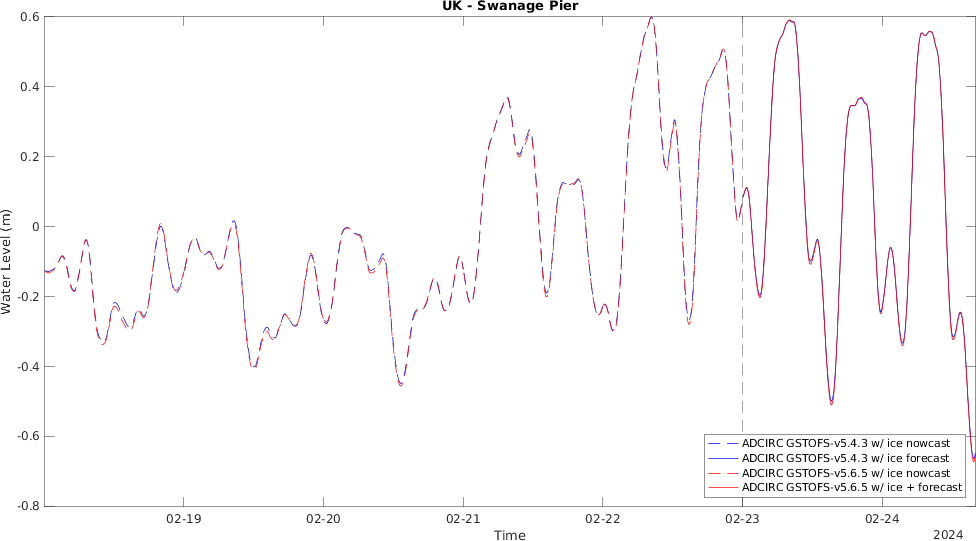 UK - Swanage Pier
0.6
0.4
0.2
0
-0.2
-0.4
-0.6
-0.8
Water Level (m)
ADCIRC GSTOFS-v5.4.3 w/ ice nowcast
ADCIRC GSTOFS-v5.4.3 w/ ice forecast
ADCIRC GSTOFS-v5.6.5 w/ ice nowcast
ADCIRC GSTOFS-v5.6.5 w/ ice + forecast
02-19
02-20
02-21
02-22
02-23
02-24
Time
2024